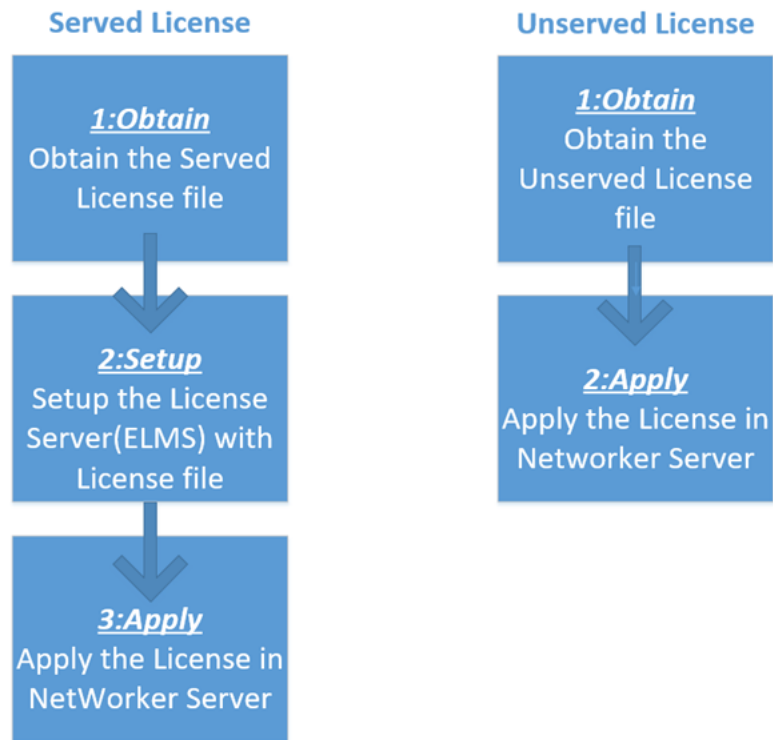 Served License
1:Obtain
Obtain the Served
License file
2:Setup
Setup the License
Server(ELMS) with
License file
3:Apply
Apply the License in
NetWorker Server
Unserved License
1:Obtain
Obtain the
Unserved License
file
2:Apply
Apply the License in
Networker Server